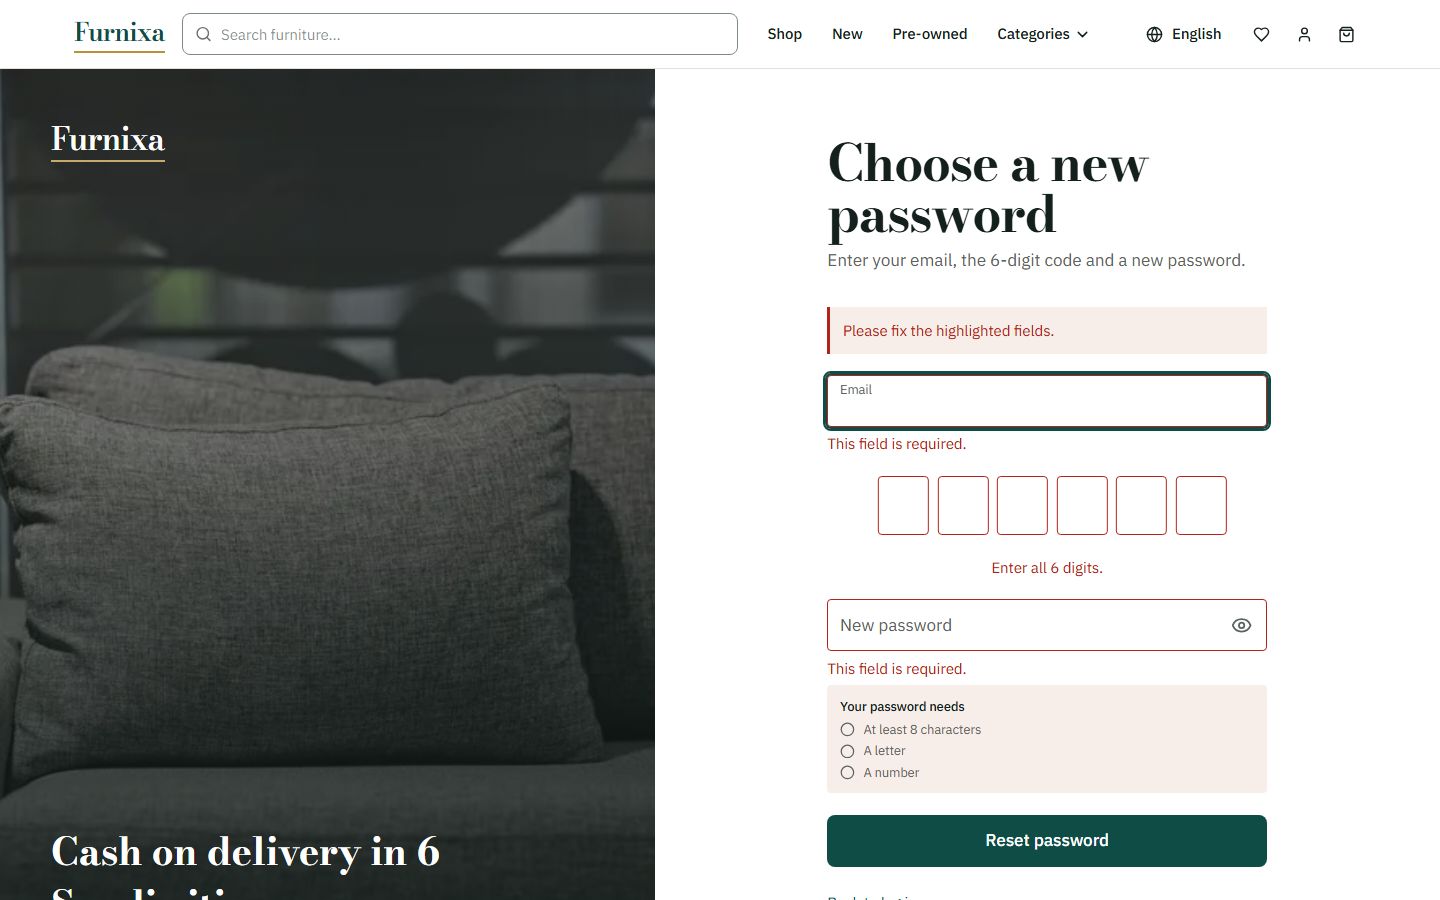 Furnixa
Search furniture...
Shop
New
Pre-owned
Categories
English
Furnixa
Cash on delivery in 6
Choose a new
password
Enter your email, the 6-digit code and a new password.
Please fix the highlighted fields.
Email
This field is required.
Enter all 6 digits.
New password
This field is required.
Your password needs
At least 8 characters
A letter
A number
Reset password